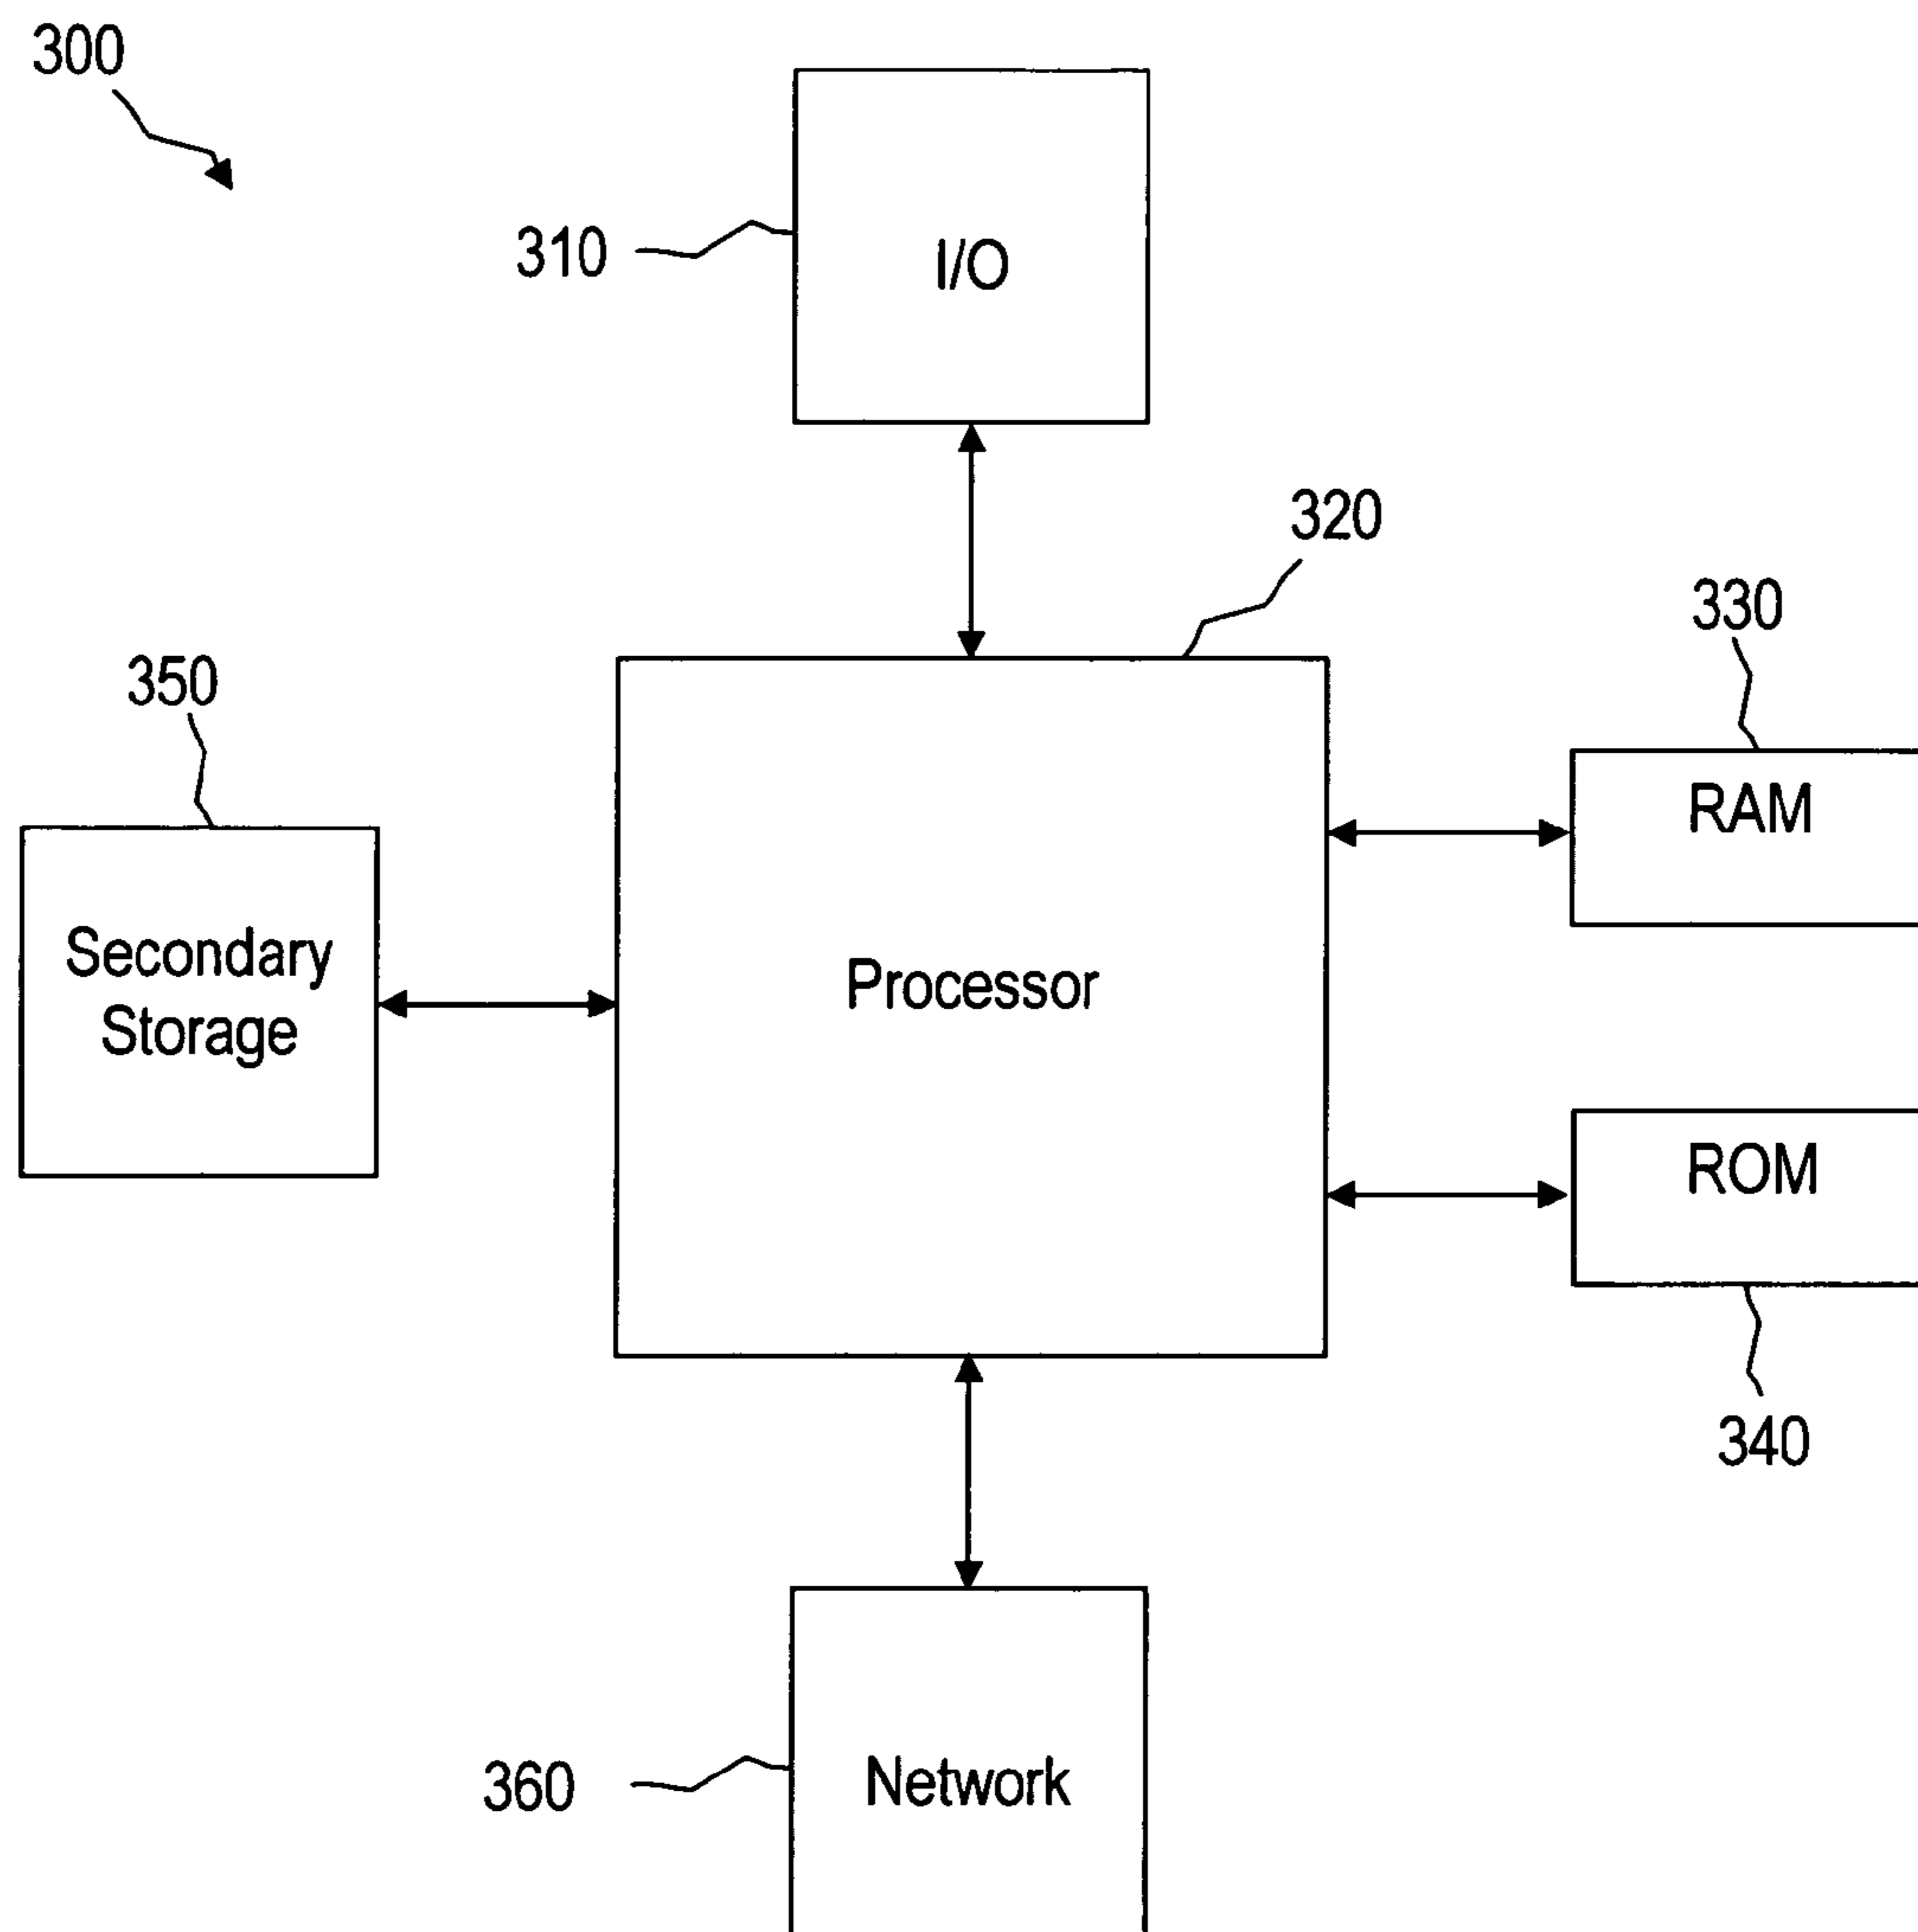 300
310
I/O
320
330
350
RAM
Secondary
Storage
Processor
ROM
340
360
Network